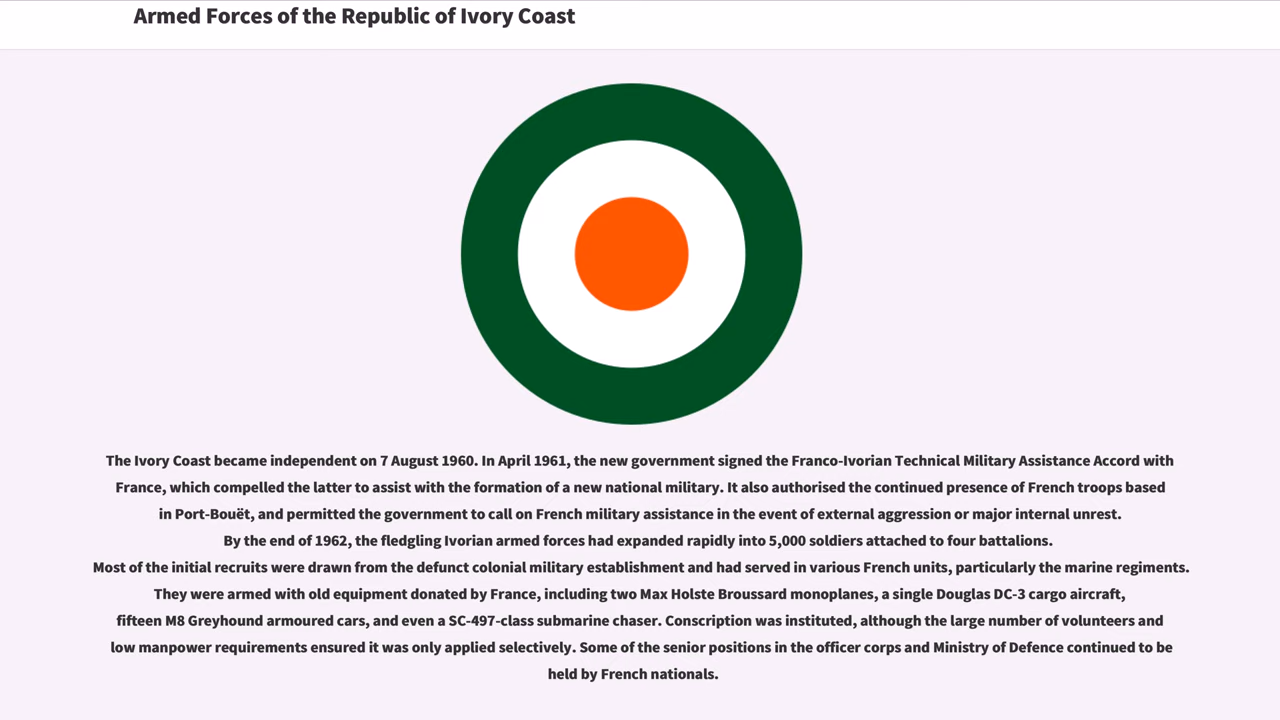 Armed Forces of the Republic of Ivory Coast
The Ivory Coast became independent on 7 August 1960. In April 1961, the new government signed the Franco-Ivorian Technical Military Assistance Accord with
France, which compelled the latter to assist with the formation of a new national military. It also authorised the continued presence of French troops based
in Port-Bouët, and permitted the government to call on French military assistance in the event of external aggression or major internal unrest.
By the end of 1962, the fledgling Ivorian armed forces had expanded rapidly into 5,000 soldiers attached to four battalions.
Most of the initial recruits were drawn from the defunct colonial military establishment and had served in various French units, particularly the marine regiments.
They were armed with old equipment donated by France, including two Max Holste Broussard monoplanes, a single Douglas DC-3 cargo aircraft,
fifteen M8 Greyhound armoured cars, and even a SC-497-class submarine chaser. Conscription was instituted, although the large number of volunteers and
low manpower requirements ensured it was only applied selectively. Some of the senior positions in the officer corps and Ministry of Defence continued to be
held by French nationals.